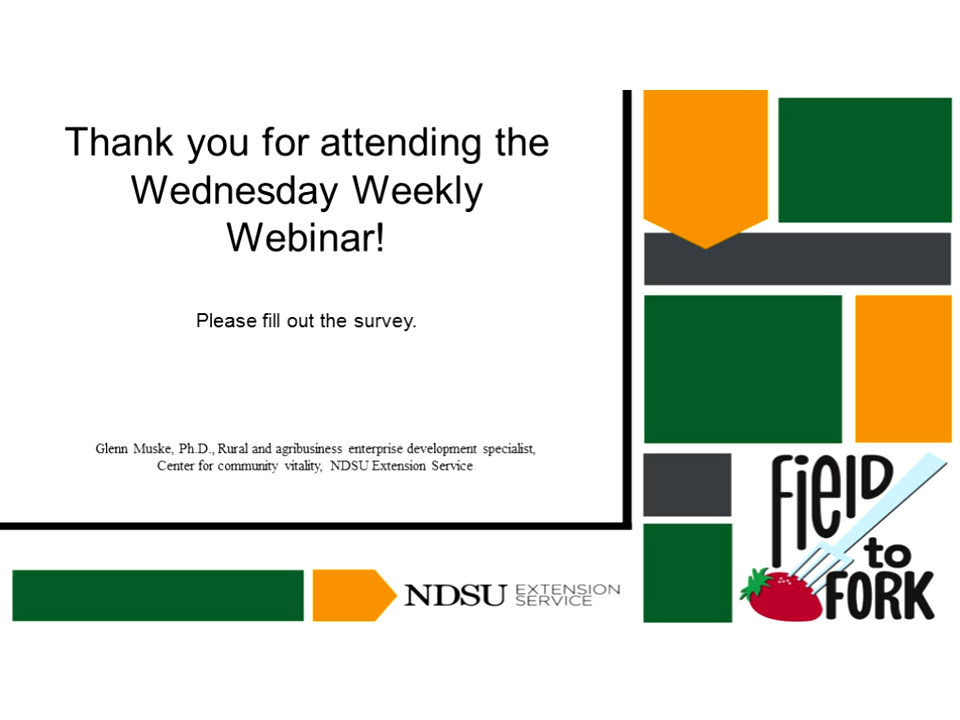 Thank you for attending the
Wednesday Weekly
Webinar!
Please fill out the survey.
Glenn Muske, Ph.D., Rural and agribusiness enterprise development specialist,
Center for community vitality, NDSU Extension Service
NDSU EXTENSION
SERVICE
FiElD
to
FORK